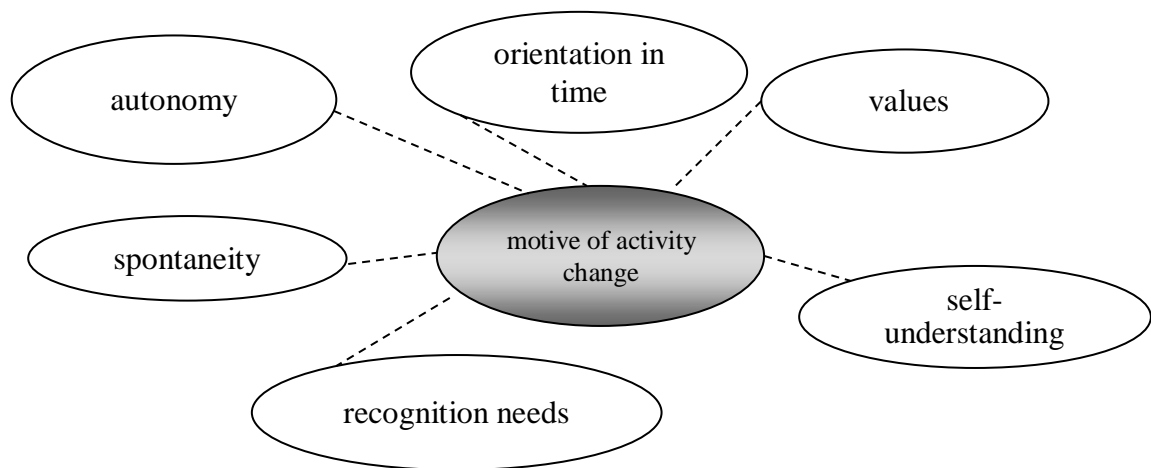 orientation in
time
autonomy
values
spontaneity
motive of activity
change
self-
understanding
recognition needs